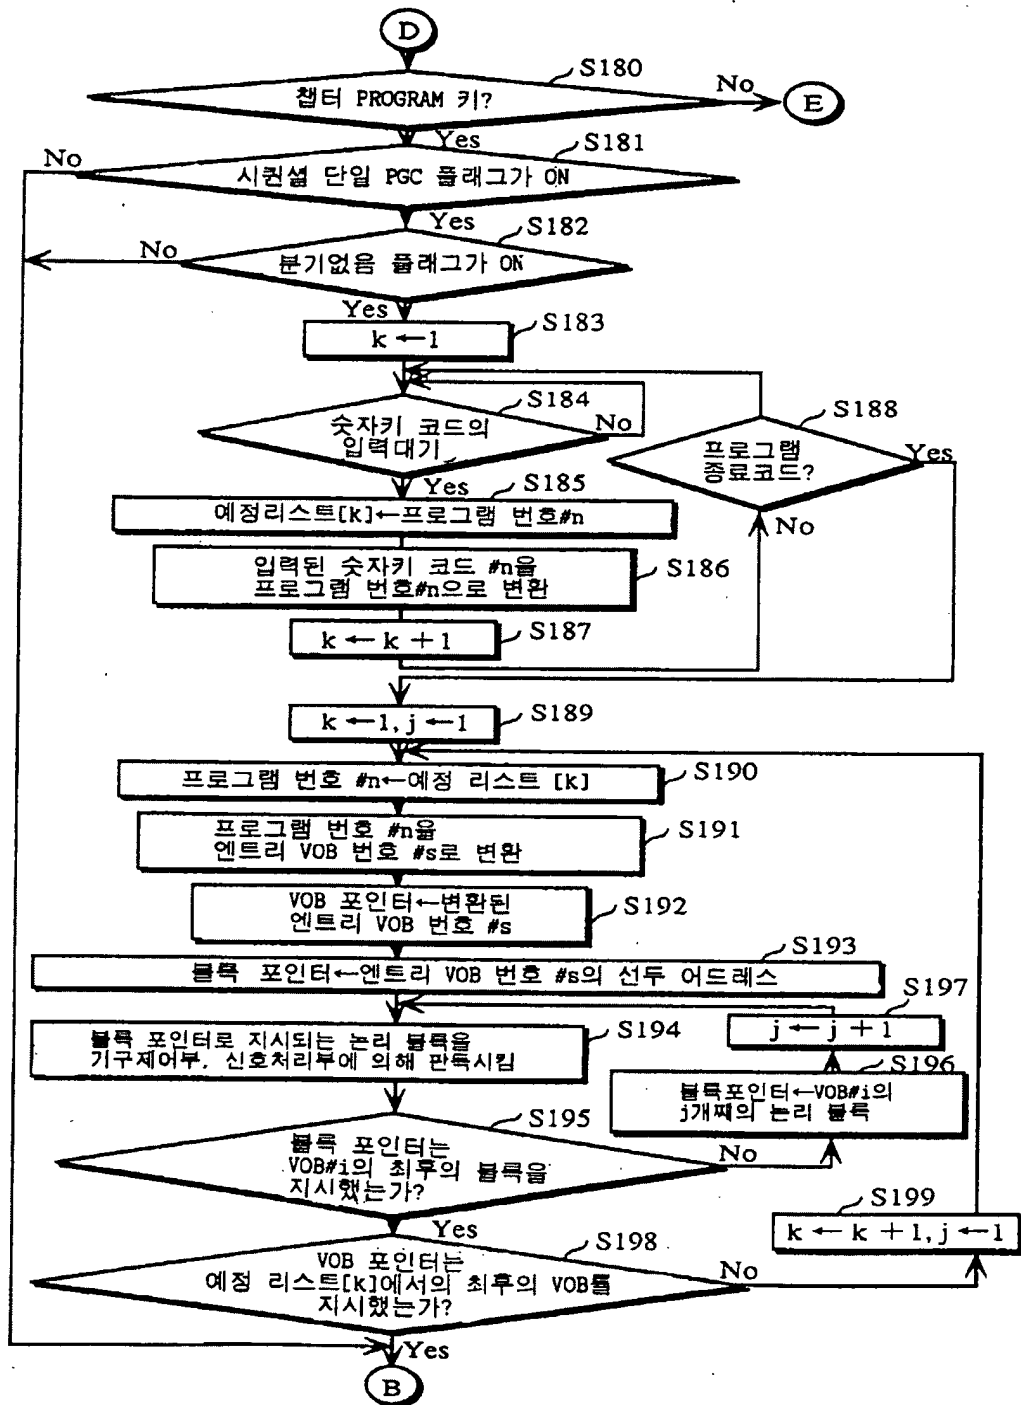 D
S180
챕터 PROGRAM 키?
No
E
Yes
S181
No
시퀀셜 단일 PGC 플래그가 ON
Yes
S182
No
분기없음 플래그가 ON
Yes
S183
k ← 1
S184
숫자키 코드의
입력대기
No
S188
프로그램
종료코드?
Yes
No
Yes
S185
예정리스트[k]←프로그램 번호#n
입력된 숫자키 코드 #n을
프로그램 번호#n으로 변환
S186
k ← k + 1
S187
k ← 1, j ← 1
S189
프로그램 번호 #n←예정 리스트 [k]
S190
프로그램 번호 #n을
엔트리 VOB 번호 #s로 변환
S191
VOB 포인터←변환된
엔트리 VOB 번호 #s
S192
S193
블록 포인터←엔트리 VOB 번호 #s의 선두 어드레스
S197
j ← j + 1
S194
블록 포인터로 지시되는 논리 블록을
기구제어부, 신호처리부에 의해 판독시킴
S196
블록포인터←VOB#i의
j개째의 논리 블록
S195
블록 포인터는
VOB#i의 최후의 블록을
지시했는가?
No
Yes
S199
k ← k + 1, j ← 1
S198
VOB 포인터는
예정 리스트[k]에서의 최후의 VOB를
지시했는가?
No
Yes
B